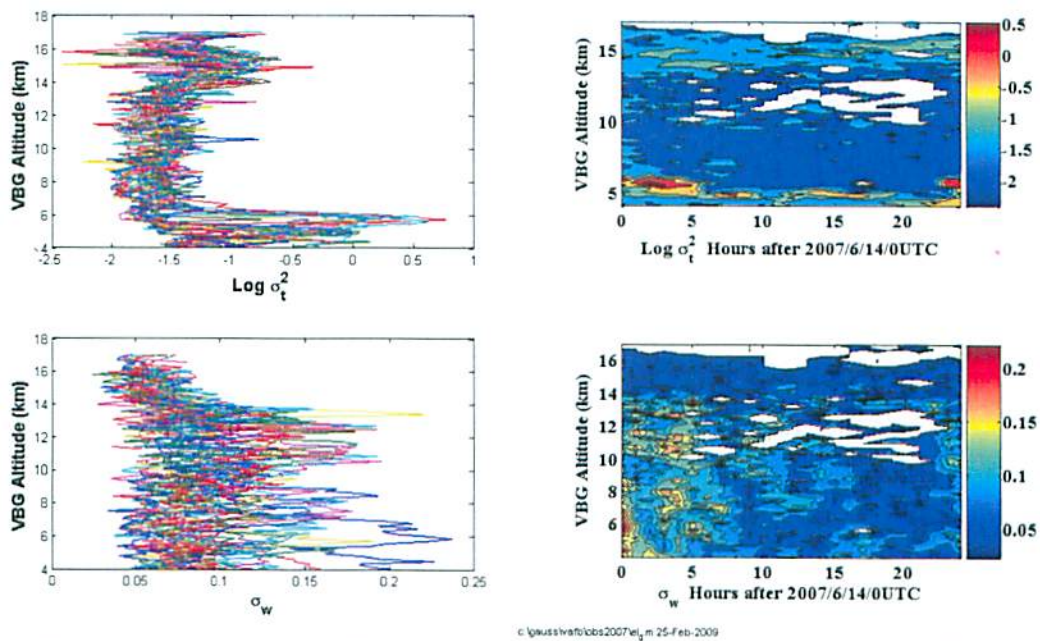 18
16
14
12
10
8
6
4
VBG Altitude (km)
-2.5 -2 -1.5 -1 -0.5 0 0.5 1
Log σt²
15
10
5
VBG Altitude (km)
0 5 10 15 20
Log σt² Hours after 2007/6/14/0UTC
0.5
0
-0.5
-1
-1.5
-2
18
16
14
12
10
8
6
4
VBG Altitude (km)
0 0.05 0.1 0.15 0.2 0.25
σw
16
14
12
10
8
6
VBG Altitude (km)
0 5 10 15 20
σw Hours after 2007/6/14/0UTC
0.2
0.15
0.1
0.05
25-Feb-2009